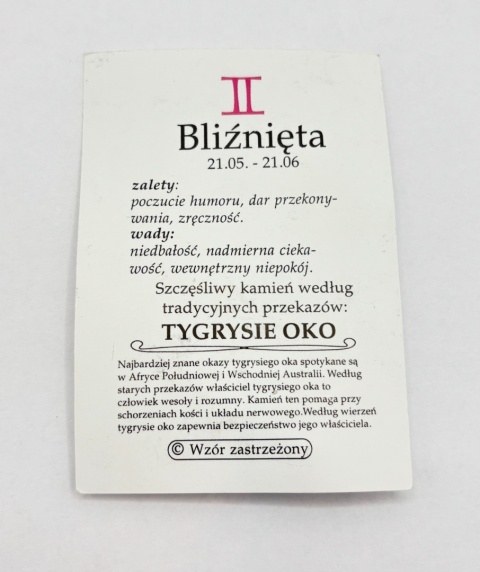 Bliźnięta
21.05. - 21.06
zalety:
poczucie humoru, dar przekony-
wania, zręczność.
wady:
niedbałość, nadmierna cieka-
wość, wewnętrzny niepokój.
Szczęśliwy kamień według
tradycyjnych przekazów:
TYGRYSIE OKO
Najbardziej znane okazy tygrysiego oka spotykane są
w Afryce Południowej i Wschodniej Australii. Według
starych przekazów właściciel tygrysiego oka to
człowiek wesoły i rozumny. Kamień ten pomaga przy
schorzeniach kości i układu nerwowego.Według wierzeń
tygrysie oko zapewnia bezpieczeństwo jego właściciela.
© Wzór zastrzeżony